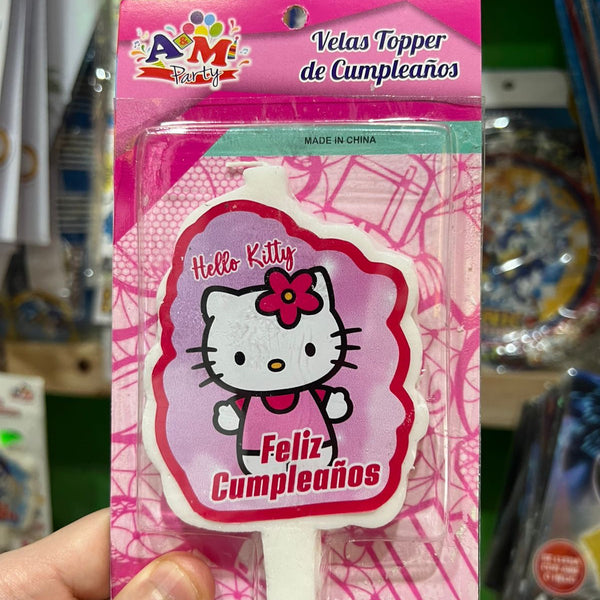 A&M
Party
Velas Topper
de Cumpleaños
MADE IN CHINA
Hello Kitty
Feliz
Cumpleaños